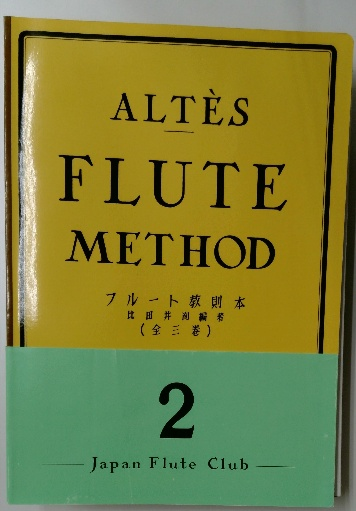 ALTÈS
FLUTE
METHOD
フルート教則本
比田井洵編著
(全三巻)
2
Japan Flute Club